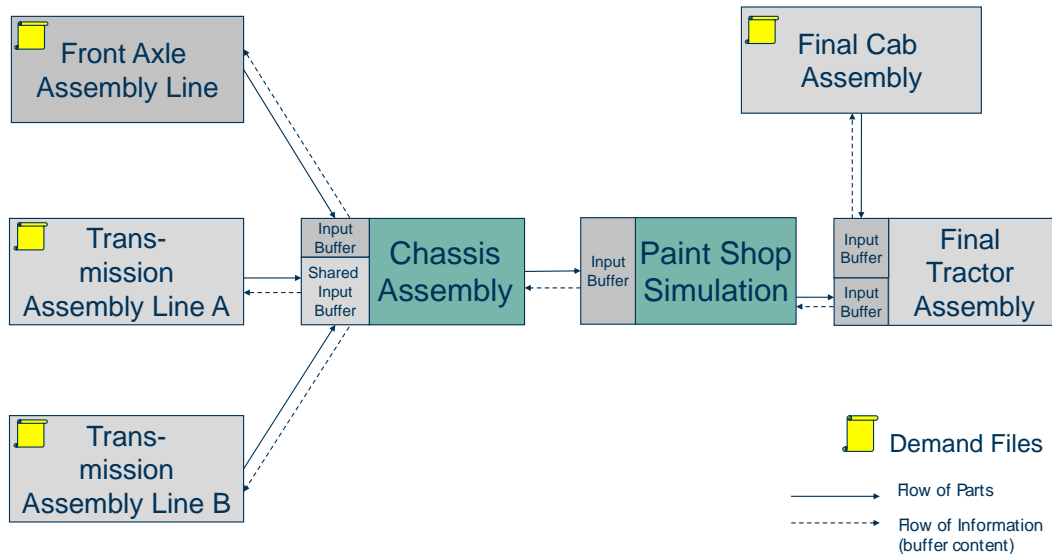 Front Axle
Assembly Line
Final Cab
Assembly
Trans-
mission
Assembly Line A
Input
Buffer
Shared
Input
Buffer
Chassis
Assembly
Input
Buffer
Paint Shop
Simulation
Input
Buffer
Input
Buffer
Final
Tractor
Assembly
Trans-
mission
Assembly Line B
Demand Files
Flow of Parts
Flow of Information
(buffer content)